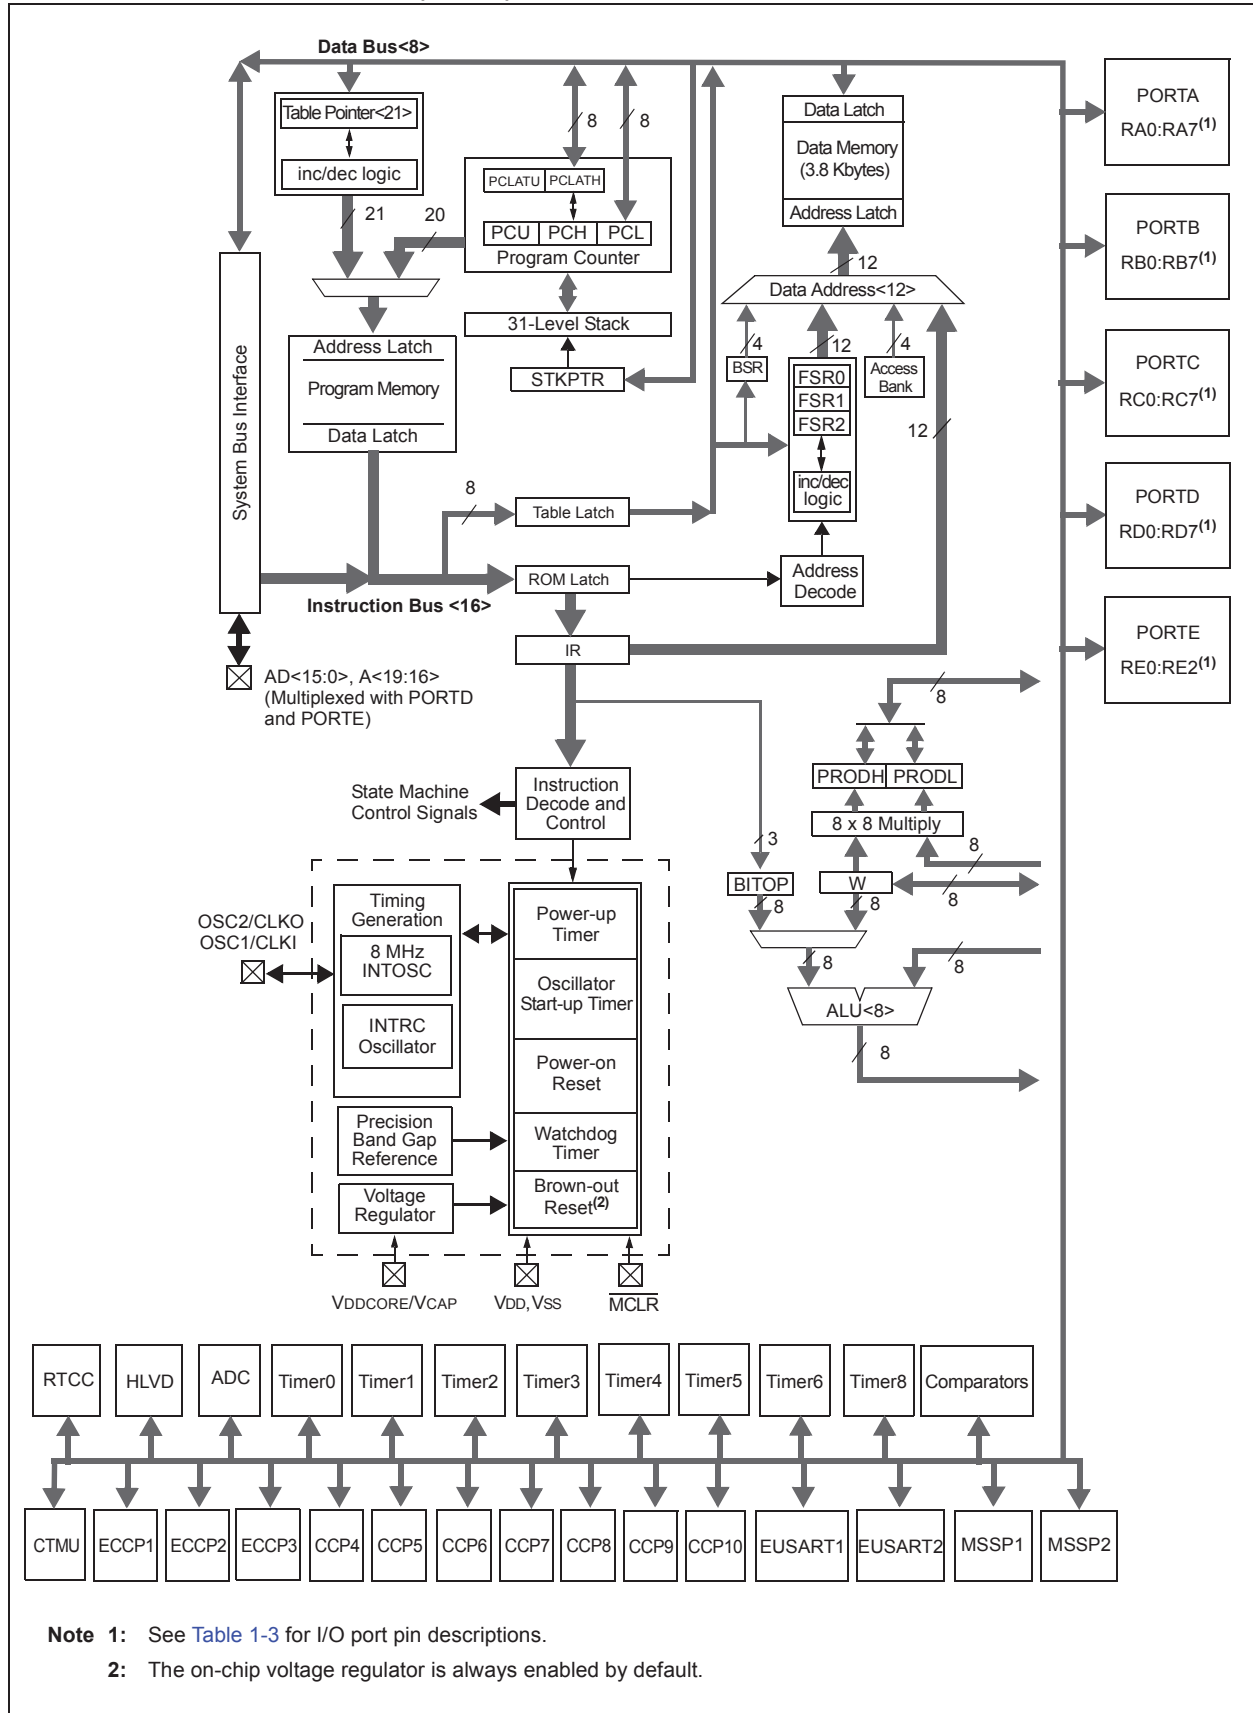 Data Bus<8>
Table Pointer<21>
inc/dec logic
21
20
8
8
PCLATU PCLATH
PCU PCH PCL
Program Counter
31-Level Stack
STKPTR
Data Latch
Data Memory
(3.8 Kbytes)
Address Latch
12
Data Address<12>
4
12
4
BSR
FSR0
FSR1
FSR2
inc/dec
logic
Access
Bank
12
Address
Decode
PORTA
RA0:RA7(1)
PORTB
RB0:RB7(1)
PORTC
RC0:RC7(1)
PORTD
RD0:RD7(1)
PORTE
RE0:RE2(1)
System Bus Interface
Address Latch
Program Memory
Data Latch
8
Table Latch
ROM Latch
Instruction Bus <16>
IR
AD<15:0>, A<19:16>
(Multiplexed with PORTD
and PORTE)
State Machine
Control Signals
Instruction
Decode and
Control
8
PRODH PRODL
8 x 8 Multiply
3
8
BITOP
W
8
8
8
8
8
ALU<8>
8
OSC2/CLKO
OSC1/CLKI
Timing
Generation
8 MHz
INTOSC
INTRC
Oscillator
Precision
Band Gap
Reference
Voltage
Regulator
Power-up
Timer
Oscillator
Start-up Timer
Power-on
Reset
Watchdog
Timer
Brown-out
Reset(2)
VDDCORE/VCAP
VDD, VSS
MCLR
RTCC
HLVD
ADC
Timer0
Timer1
Timer2
Timer3
Timer4
Timer5
Timer6
Timer8
Comparators
CTMU
ECCP1
ECCP2
ECCP3
CCP4
CCP5
CCP6
CCP7
CCP8
CCP9
CCP10
EUSART1
EUSART2
MSSP1
MSSP2
Note 1: See Table 1-3 for I/O port pin descriptions.
2: The on-chip voltage regulator is always enabled by default.